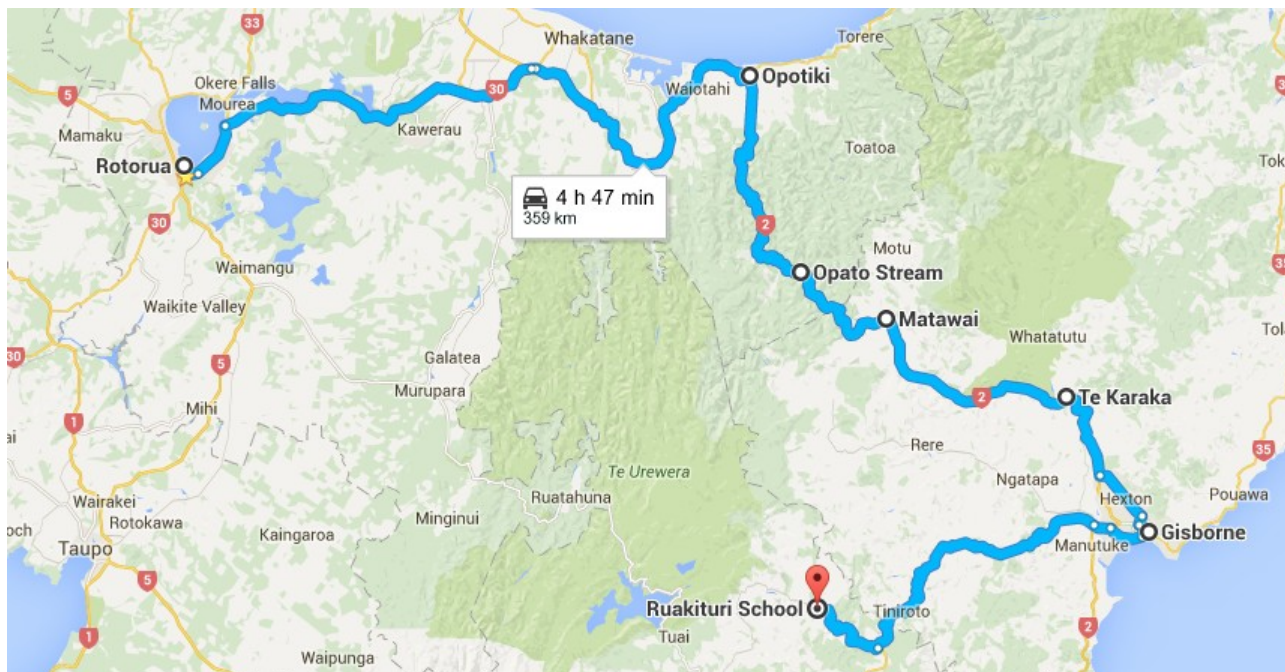 33
Whakatane
Torere
Okere Falls
Mourea
5
30
Waiotahi
Opotiki
Mamaku
Kawerau
Toatoa
Rotorua
4 h 47 min
359 km
30
2
Motu
Waimangu
Opato Stream
35
Waikite Valley
Matawai
Whatatutu
30
Galatea
5
Murupara
2
Te Karaka
Mihi
1
Rere
35
Te Urewera
Ngatapa
Wairakei
Ruatahuna
Hexton
Pouawa
Rotokawa
Minginui
Kaingaroa
Gisborne
Taupo
Manutuke
5
Ruakituri School
Tiniroto
1
Tuai
2
Waipunga